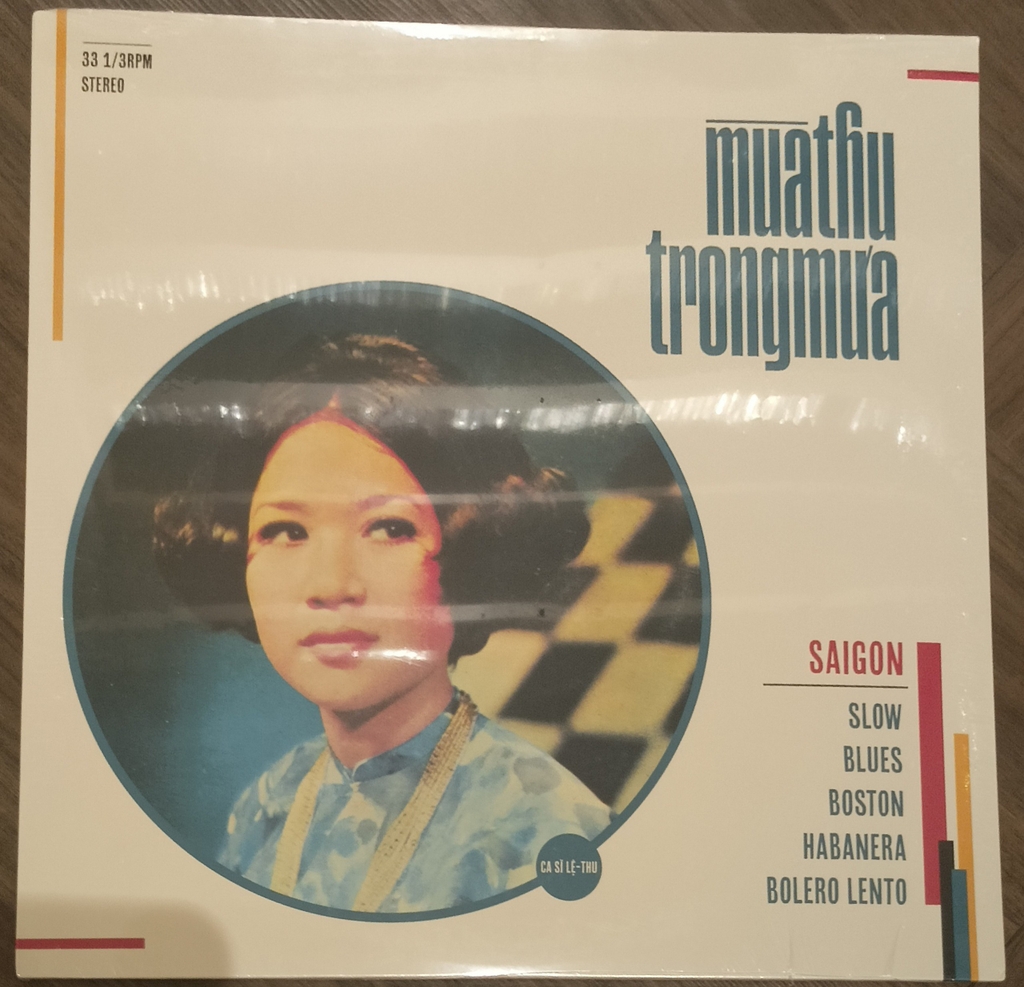 33 1/3RPM
STEREO
muathu
trongmưa
SAIGON
SLOW
BLUES
BOSTON
HABANERA
BOLERO LENTO
CA SĨ LỆ-THU